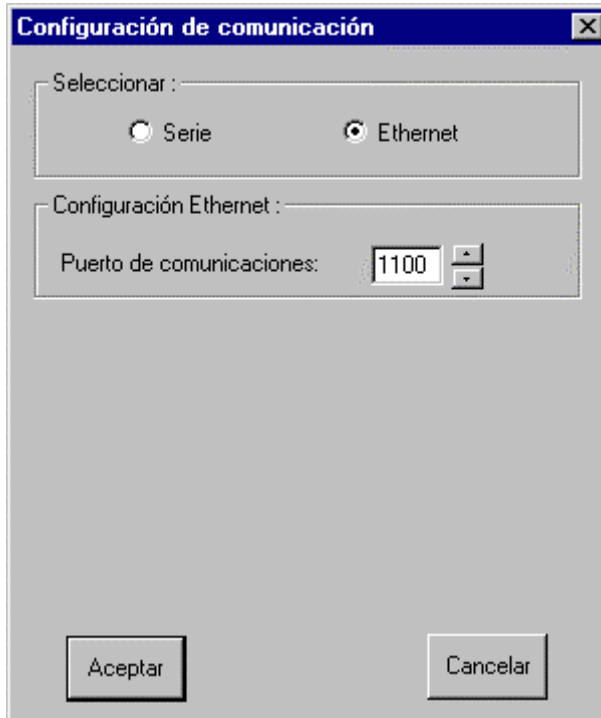 Configuración de comunicación
Seleccionar :
Serie Ethernet
Configuración Ethernet :
Puerto de comunicaciones: 1100
Aceptar Cancelar